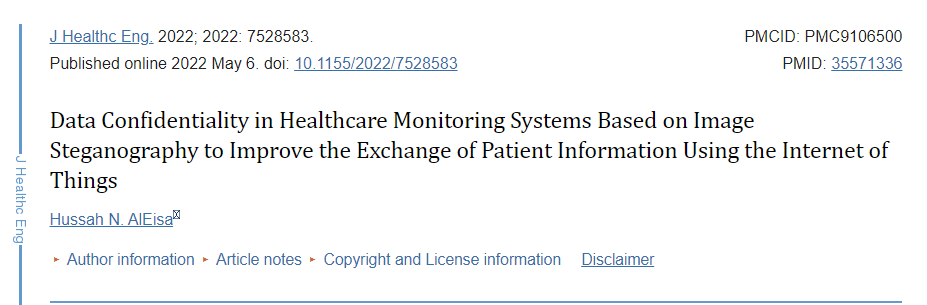 J Healthc Eng. 2022; 2022: 7528583.
PMCID: PMC9106500
Published online 2022 May 6. doi: 10.1155/2022/7528583
PMID: 35571336
Data Confidentiality in Healthcare Monitoring Systems Based on Image
Steganography to Improve the Exchange of Patient Information Using the Internet of
Things
Hussah N. AlEisa
Author information Article notes Copyright and License information Disclaimer
J Healthc Eng